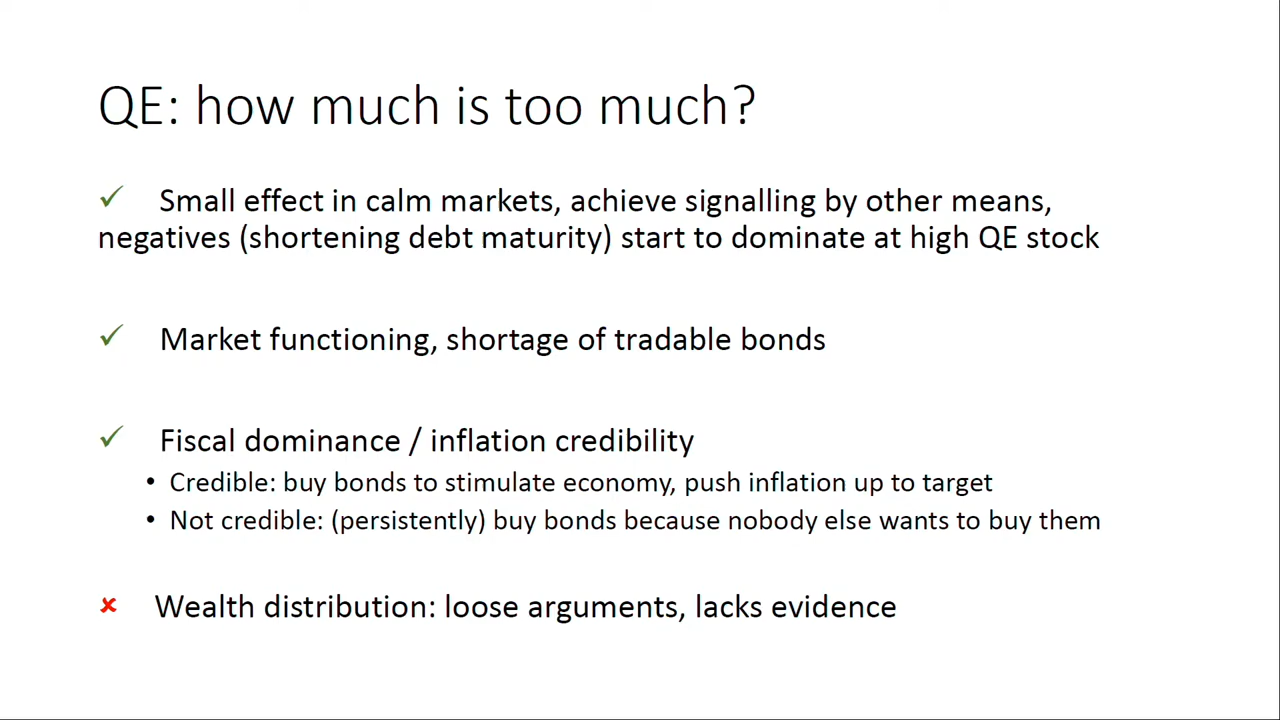 QE: how much is too much?
✓ Small effect in calm markets, achieve signalling by other means,
negatives (shortening debt maturity) start to dominate at high QE stock
✓ Market functioning, shortage of tradable bonds
✓ Fiscal dominance / inflation credibility
• Credible: buy bonds to stimulate economy, push inflation up to target
• Not credible: (persistently) buy bonds because nobody else wants to buy them
✘ Wealth distribution: loose arguments, lacks evidence